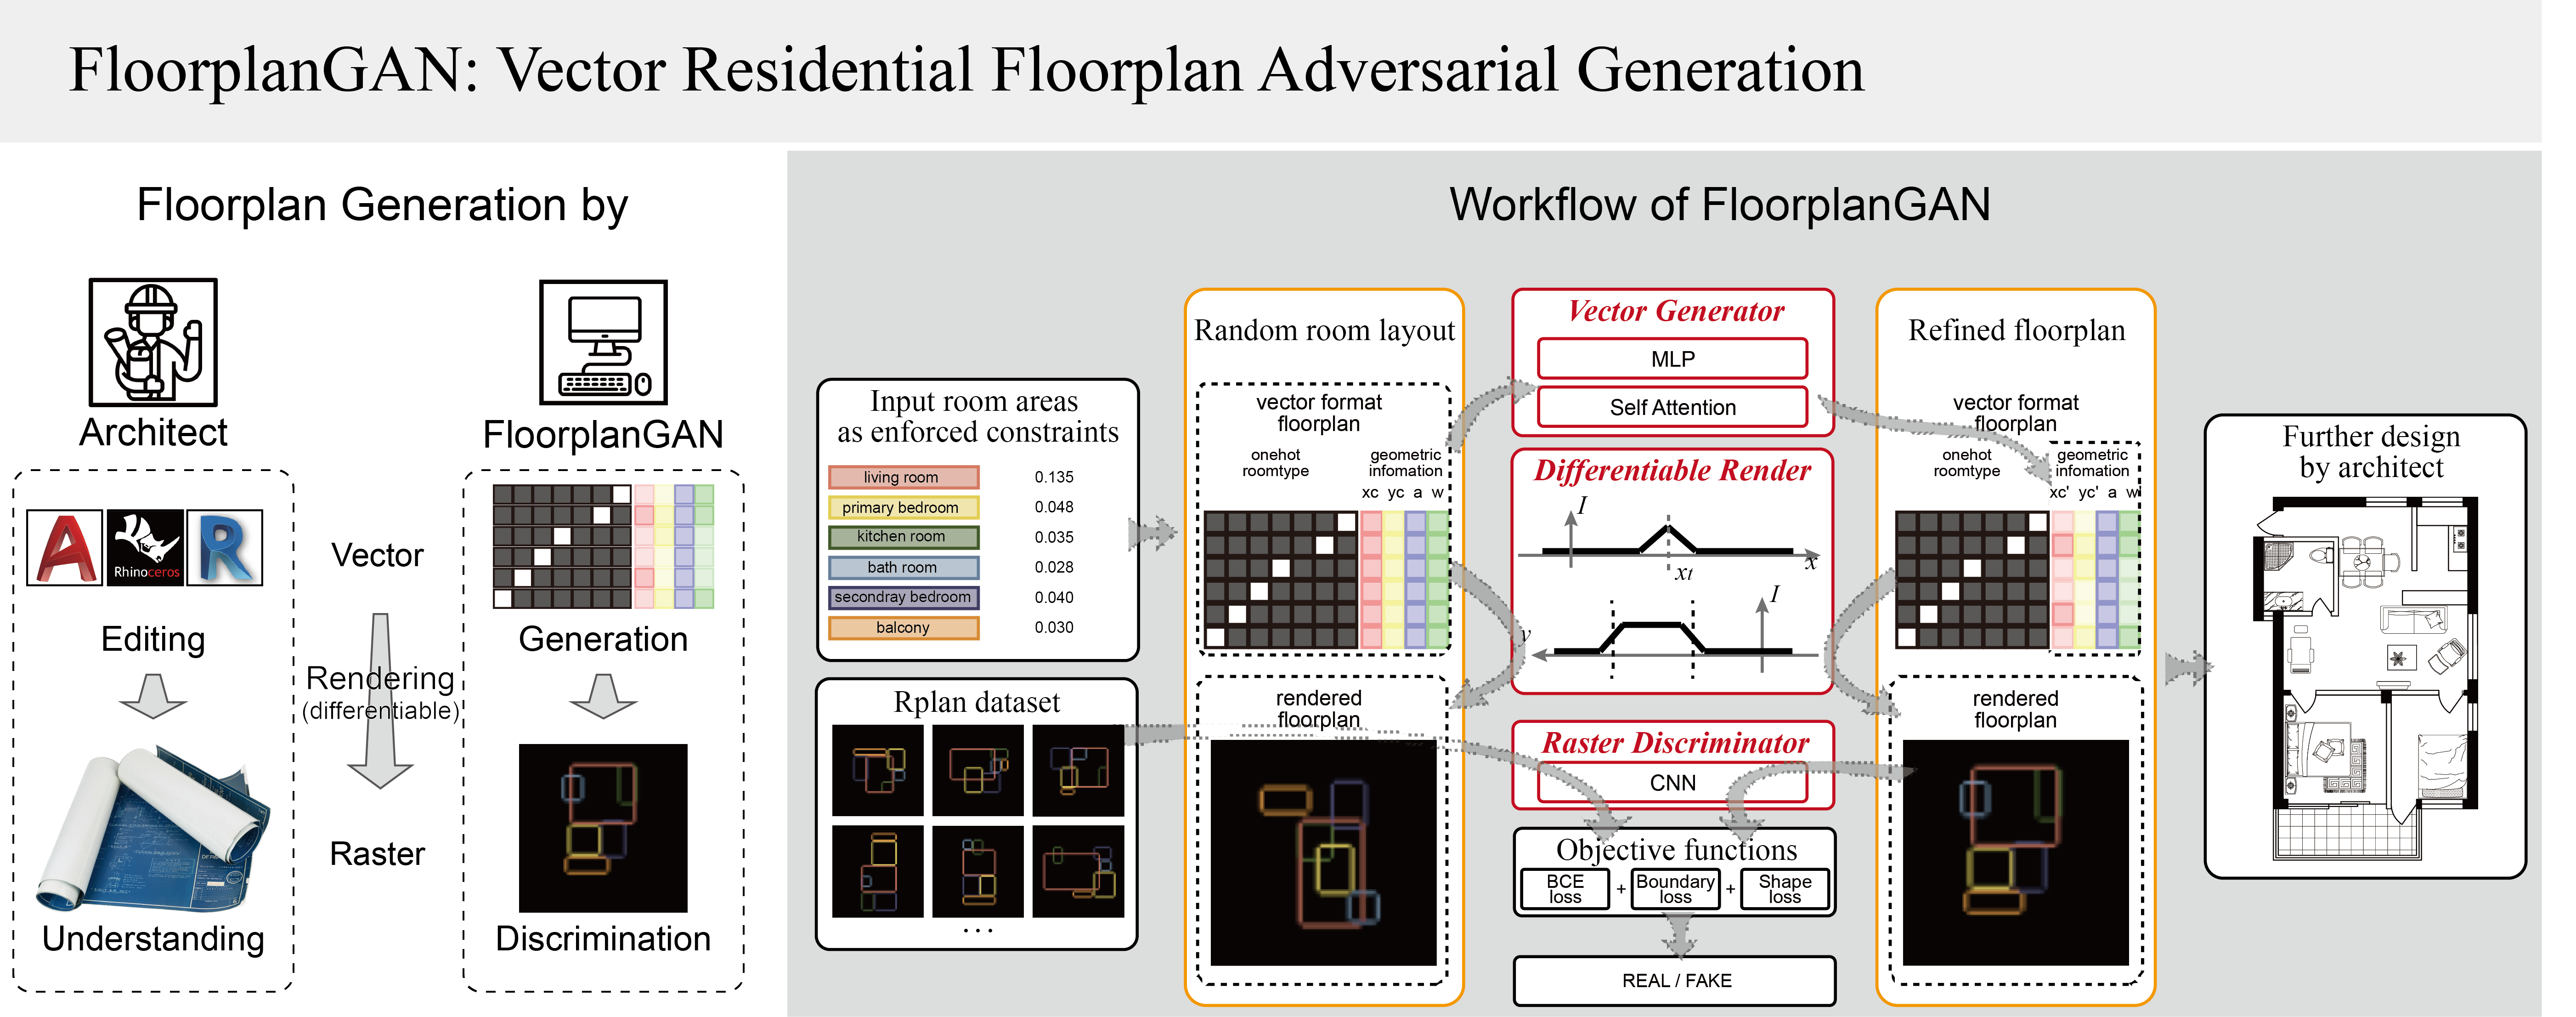 FloorplanGAN: Vector Residential Floorplan Adversarial Generation
Floorplan Generation by
Architect
FloorplanGAN
Rhinoceros
Vector
Editing
Generation
Rendering
(differentiable)
Raster
Understanding
Discrimination
Workflow of FloorplanGAN
Input room areas
as enforced constraints
living room 0.135
primary bedroom 0.048
kitchen room 0.035
bath room 0.028
secondray bedroom 0.040
balcony 0.030
Rplan dataset
...
Random room layout
vector format
floorplan
onehot
roomtype
geometric
infomation
xc yc a w
rendered
floorplan
Vector Generator
MLP
Self Attention
Differentiable Render
I
x
xt
I
y
Raster Discriminator
CNN
Objective functions
BCE
loss
+
Boundary
loss
+
Shape
loss
REAL / FAKE
Refined floorplan
vector format
floorplan
onehot
roomtype
geometric
infomation
xc' yc' a w
rendered
floorplan
Further design
by architect